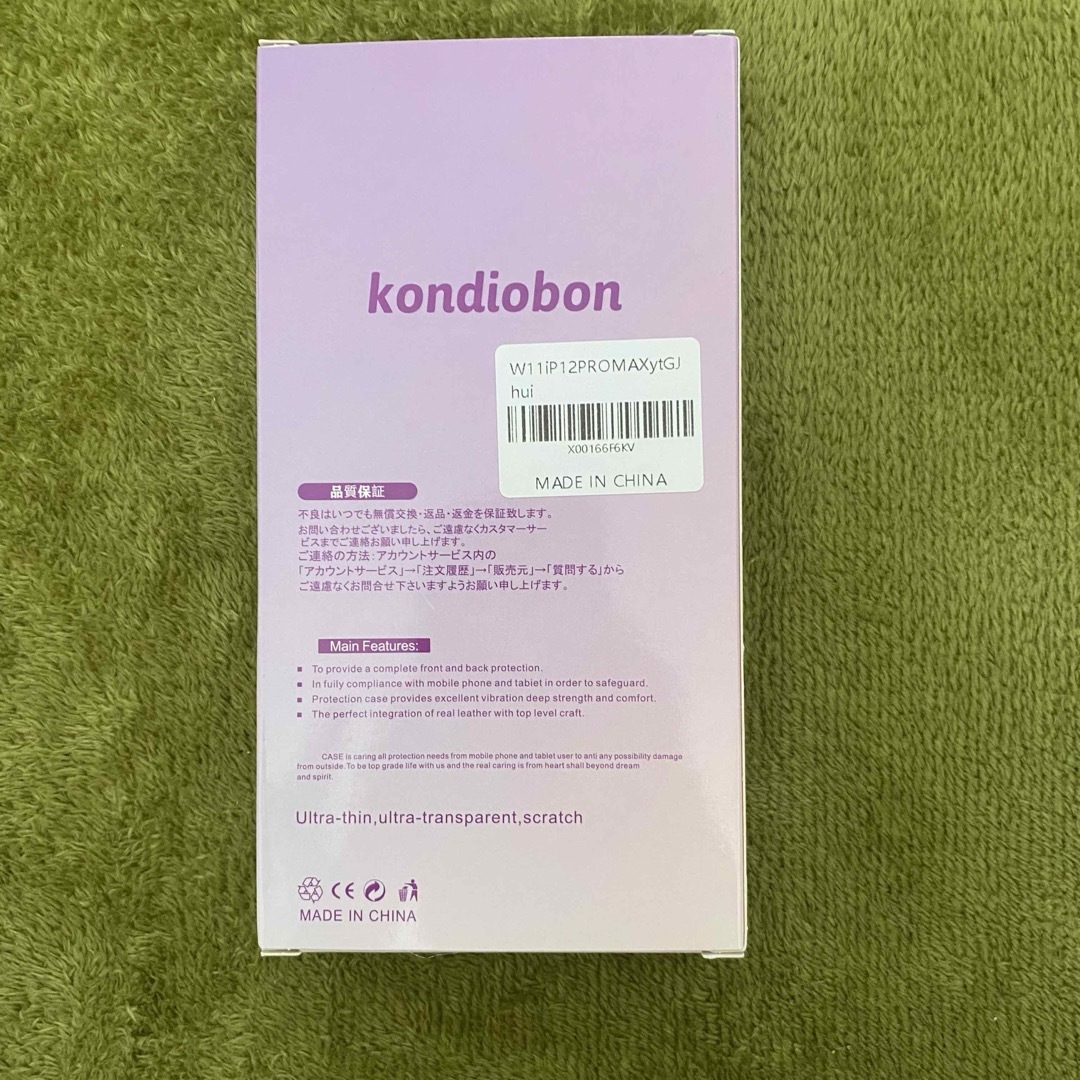 kondiobon
W11iP12PROMAXytGJ
hui
X00166F6KV
MADE IN CHINA
品質保証
不良はいつでも無償交換・返品・返金を保証致します。
お問い合わせございましたら、ご遠慮なくカスタマーサー
ビスまでご連絡お願い申し上げます。
ご連絡の方法:アカウントサービス内の
「アカウントサービス」→「注文履歴」→「販売元」→「質問する」から
ご遠慮なくお問合せ下さいますようお願い申し上げます。
Main Features:
■ To provide a complete front and back protection.
■ In fully compliance with mobile phone and tablet in order to safeguard.
■ Protection case provides excellent vibration deep strength and comfort.
■ The perfect integration of real leather with top level craft.
CASE is caring all protection needs from mobile phone and tablet user to anti any possibility damage
from outside.To be top grade life with us and the real caring is from heart shall beyond dream
and spirit.
Ultra-thin,ultra-transparent,scratch
CE
MADE IN CHINA